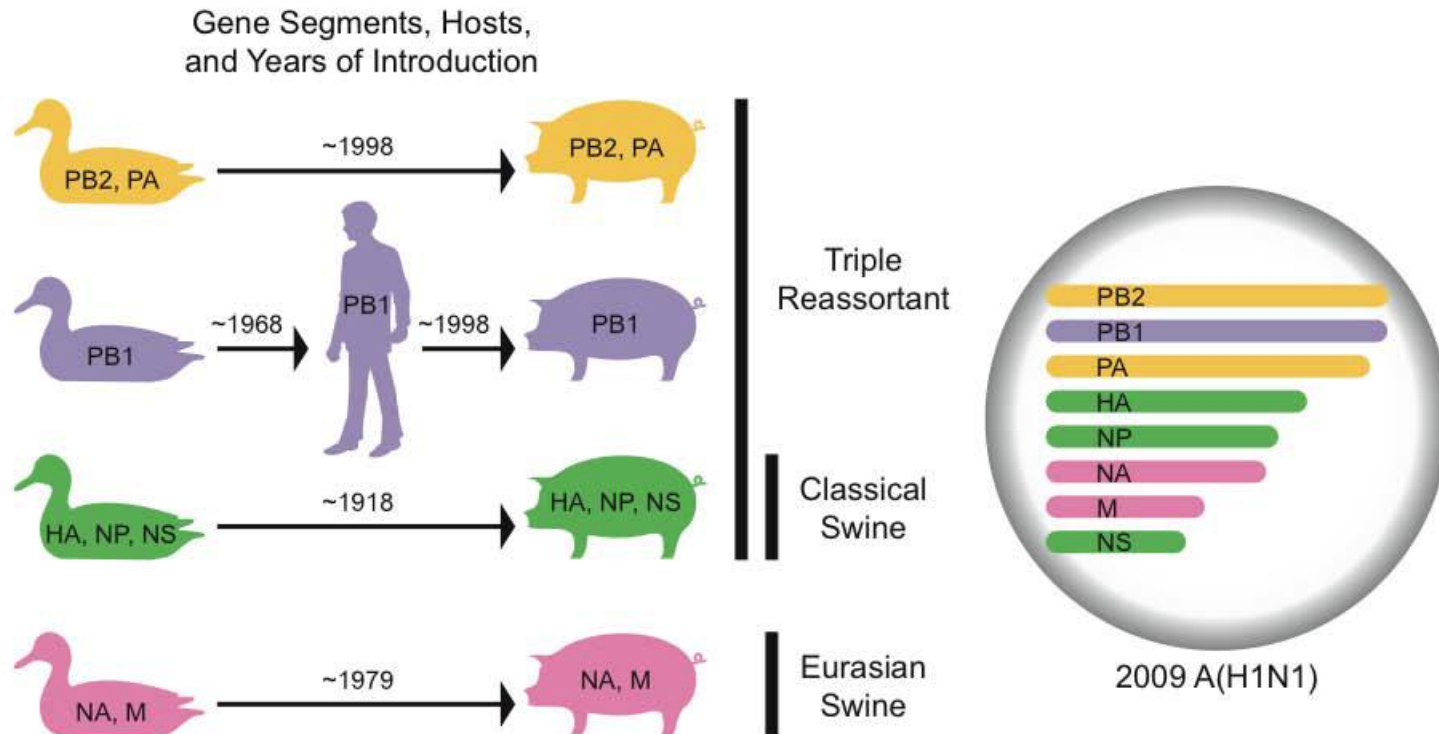 Gene Segments, Hosts,
and Years of Introduction
PB2, PA
~1998
PB2, PA
PB1
~1968
PB1
~1998
PB1
HA, NP, NS
~1918
HA, NP, NS
NA, M
~1979
NA, M
Triple
Reassortant
Classical
Swine
Eurasian
Swine
PB2
PB1
PA
HA
NP
NA
M
NS
2009 A(H1N1)